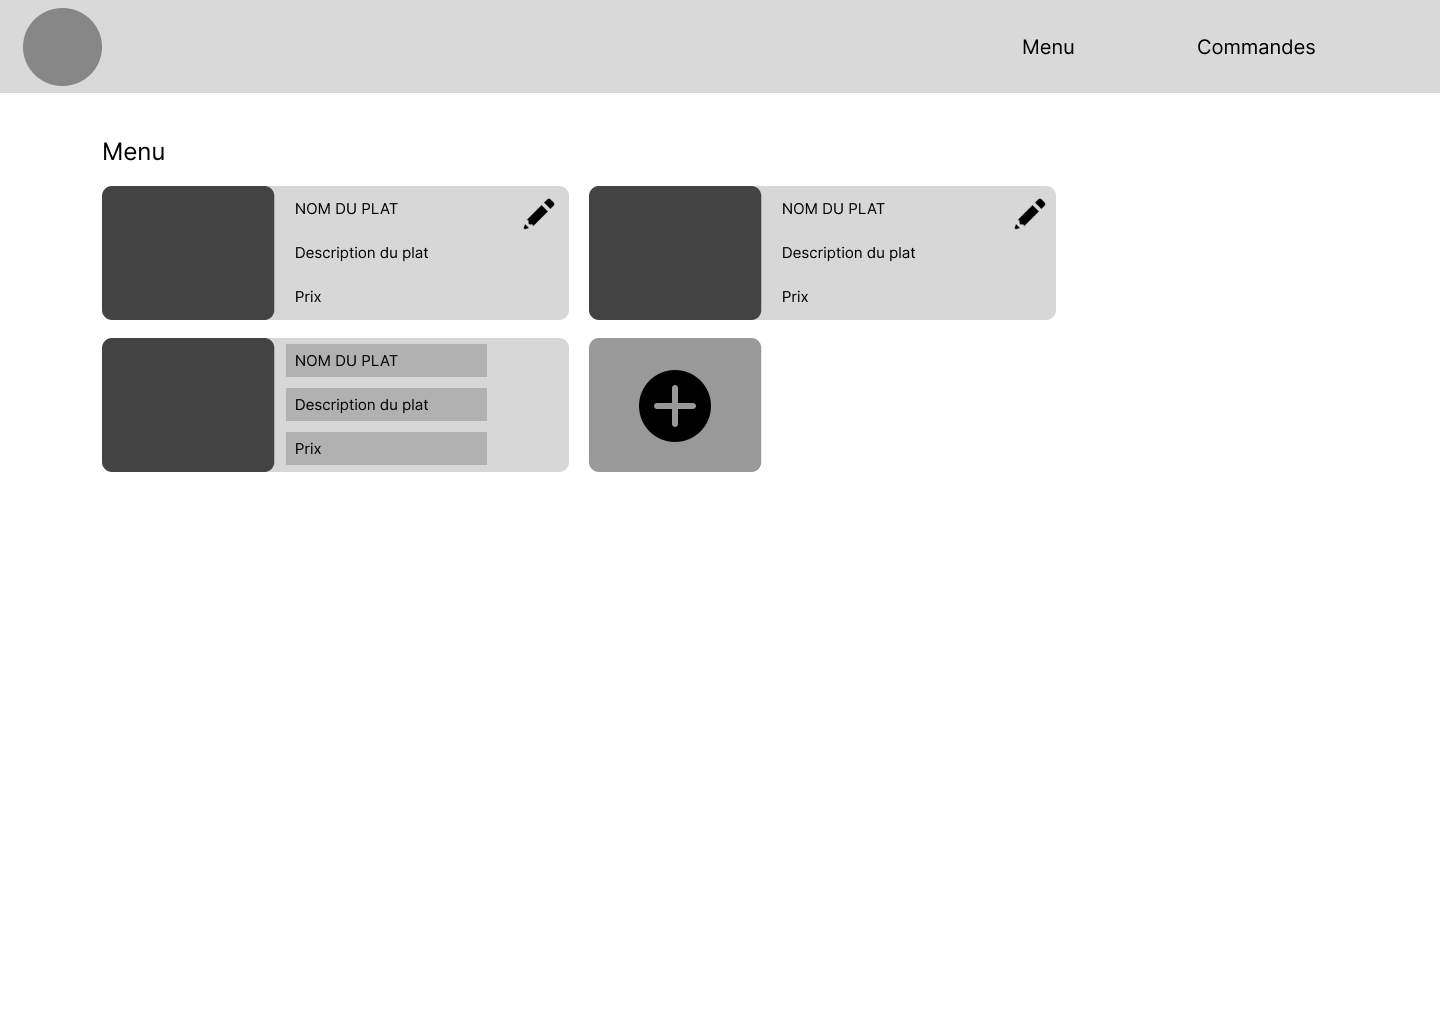 Menu
Commandes
Menu
NOM DU PLAT
Description du plat
Prix
NOM DU PLAT
Description du plat
Prix
NOM DU PLAT
Description du plat
Prix